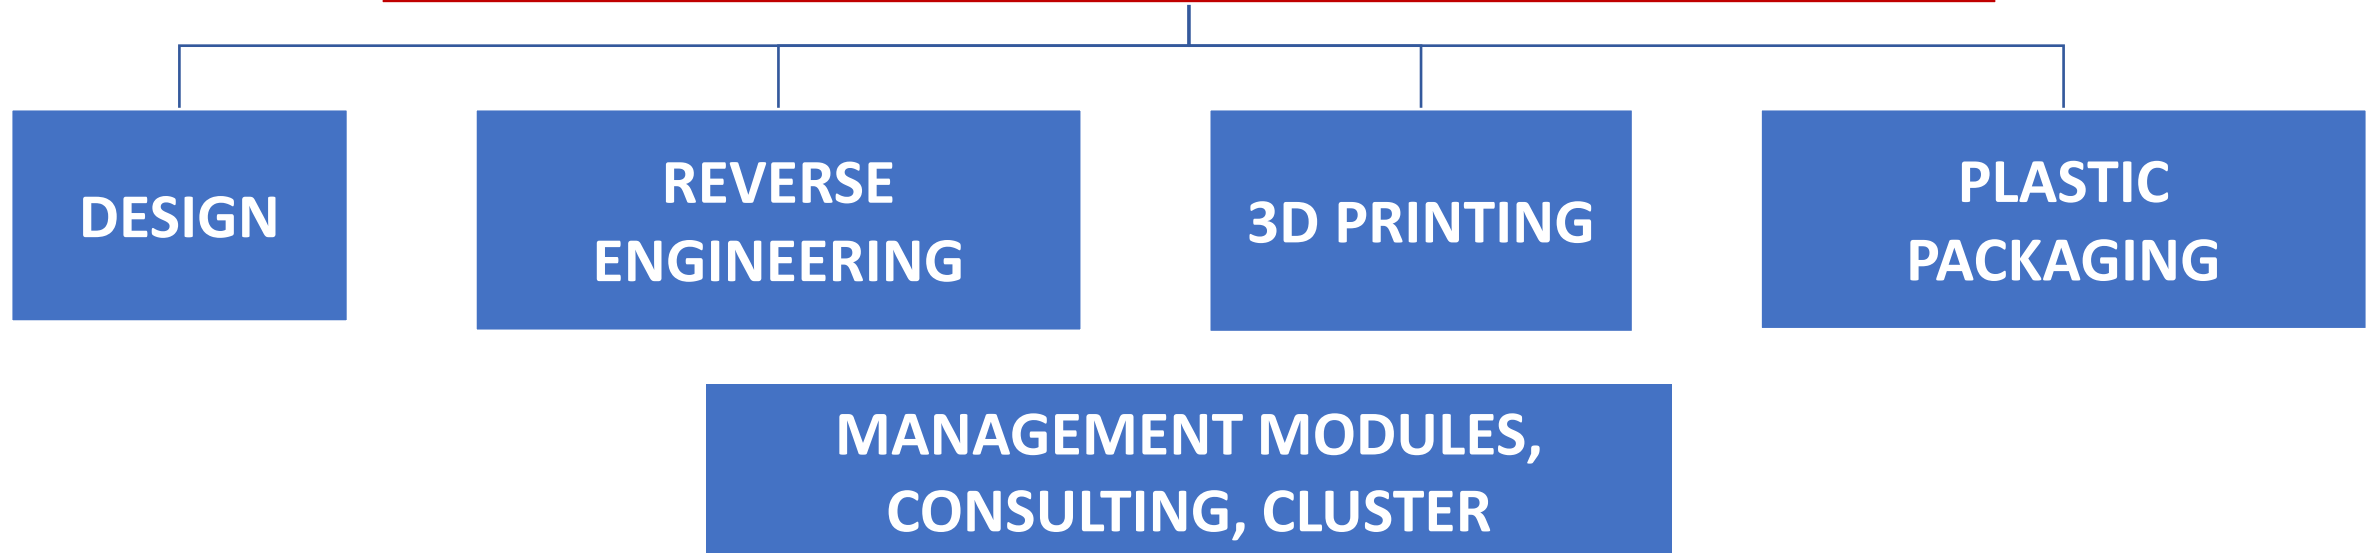 DESIGN
REVERSE
ENGINEERING
3D PRINTING
PLASTIC
PACKAGING
MANAGEMENT MODULES,
CONSULTING, CLUSTER